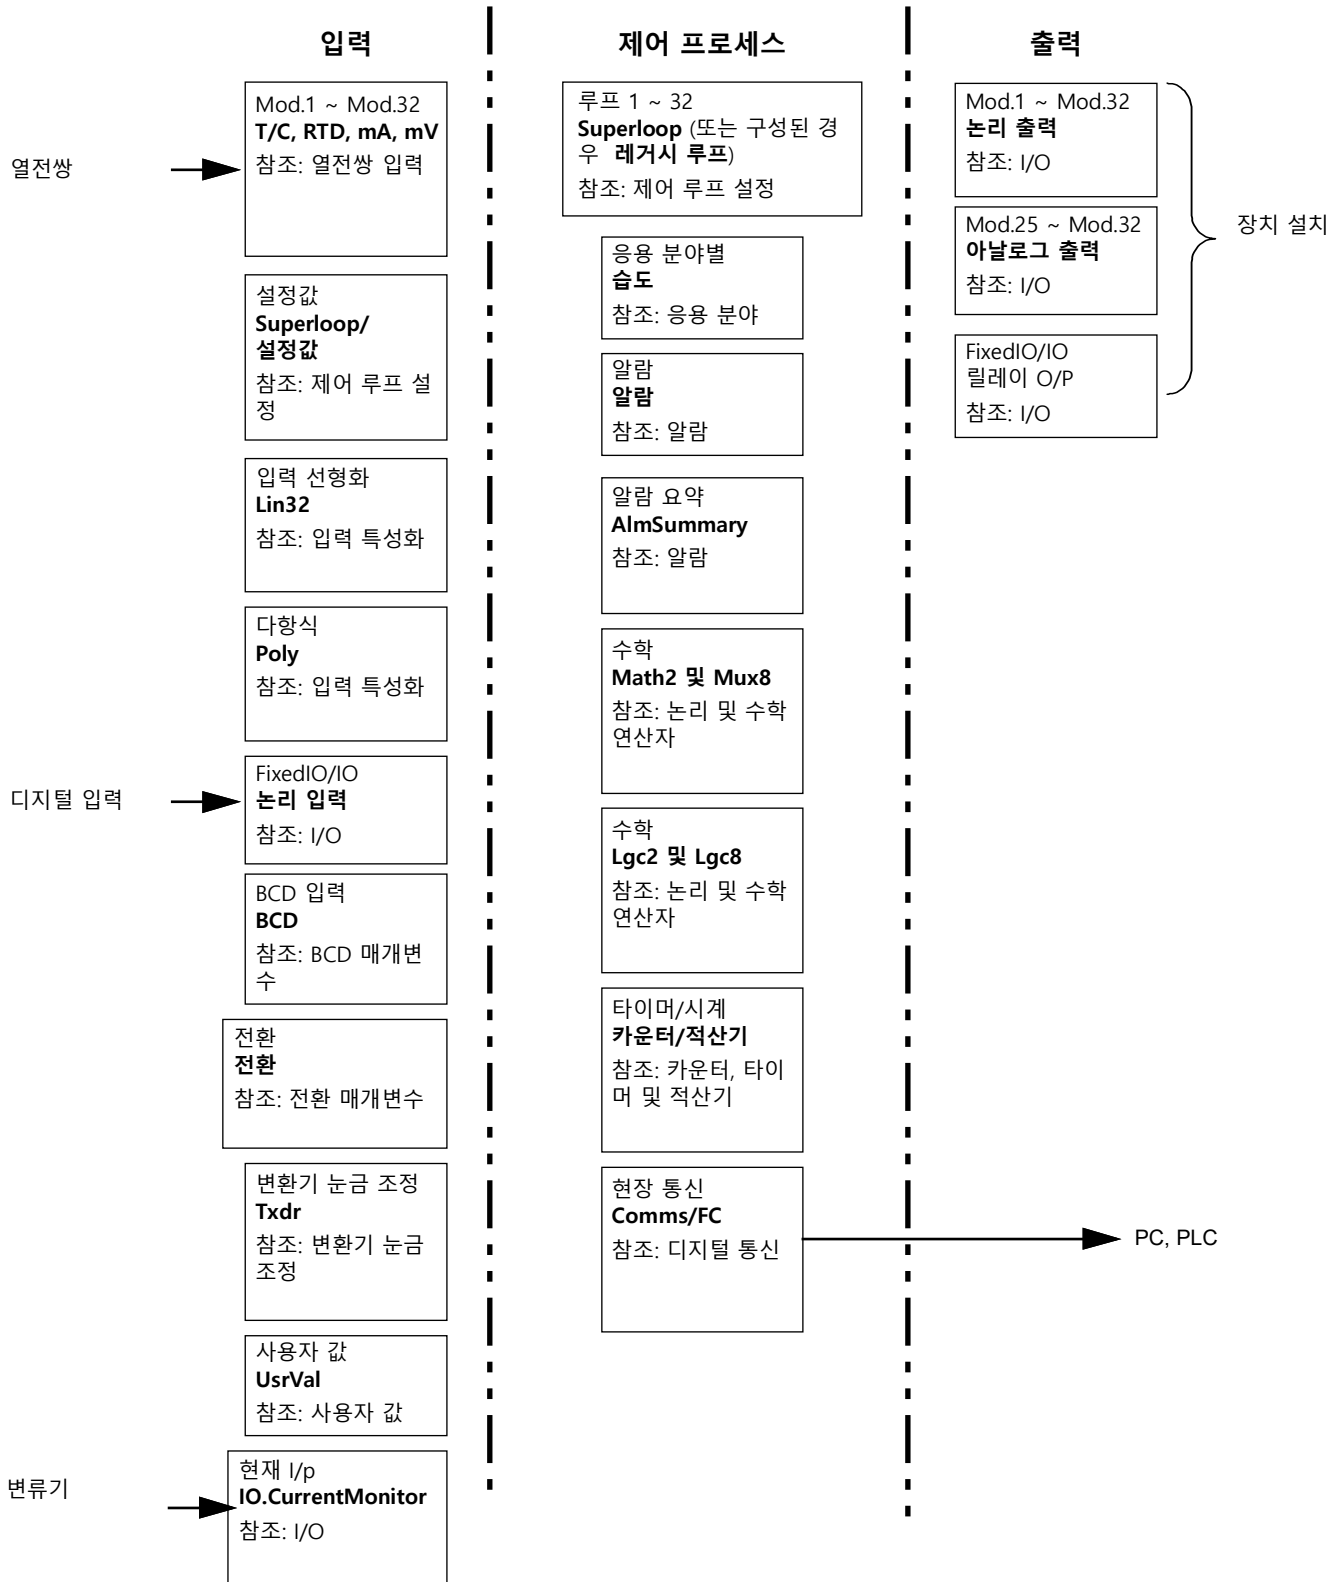 입력
제어 프로세스
출력
열전쌍
Mod.1 ~ Mod.32
T/C, RTD, mA, mV
참조: 열전쌍 입력
설정값
Superloop/
설정값
참조: 제어 루프 설
정
입력 선형화
Lin32
참조: 입력 특성화
다항식
Poly
참조: 입력 특성화
디지털 입력
FixedIO/IO
논리 입력
참조: I/O
BCD 입력
BCD
참조: BCD 매개변
수
전환
전환
참조: 전환 매개변수
변환기 눈금 조정
Txdr
참조: 변환기 눈금
조정
사용자 값
UsrVal
참조: 사용자 값
변류기
현재 I/p
IO.CurrentMonitor
참조: I/O
루프 1 ~ 32
Superloop (또는 구성된 경
우 레거시 루프)
참조: 제어 루프 설정
응용 분야별
습도
참조: 응용 분야
알람
알람
참조: 알람
알람 요약
AlmSummary
참조: 알람
수학
Math2 및 Mux8
참조: 논리 및 수학
연산자
수학
Lgc2 및 Lgc8
참조: 논리 및 수학
연산자
타이머/시계
카운터/적산기
참조: 카운터, 타이
머 및 적산기
현장 통신
Comms/FC
참조: 디지털 통신
Mod.1 ~ Mod.32
논리 출력
참조: I/O
Mod.25 ~ Mod.32
아날로그 출력
참조: I/O
FixedIO/IO
릴레이 O/P
참조: I/O
장치 설치
PC, PLC